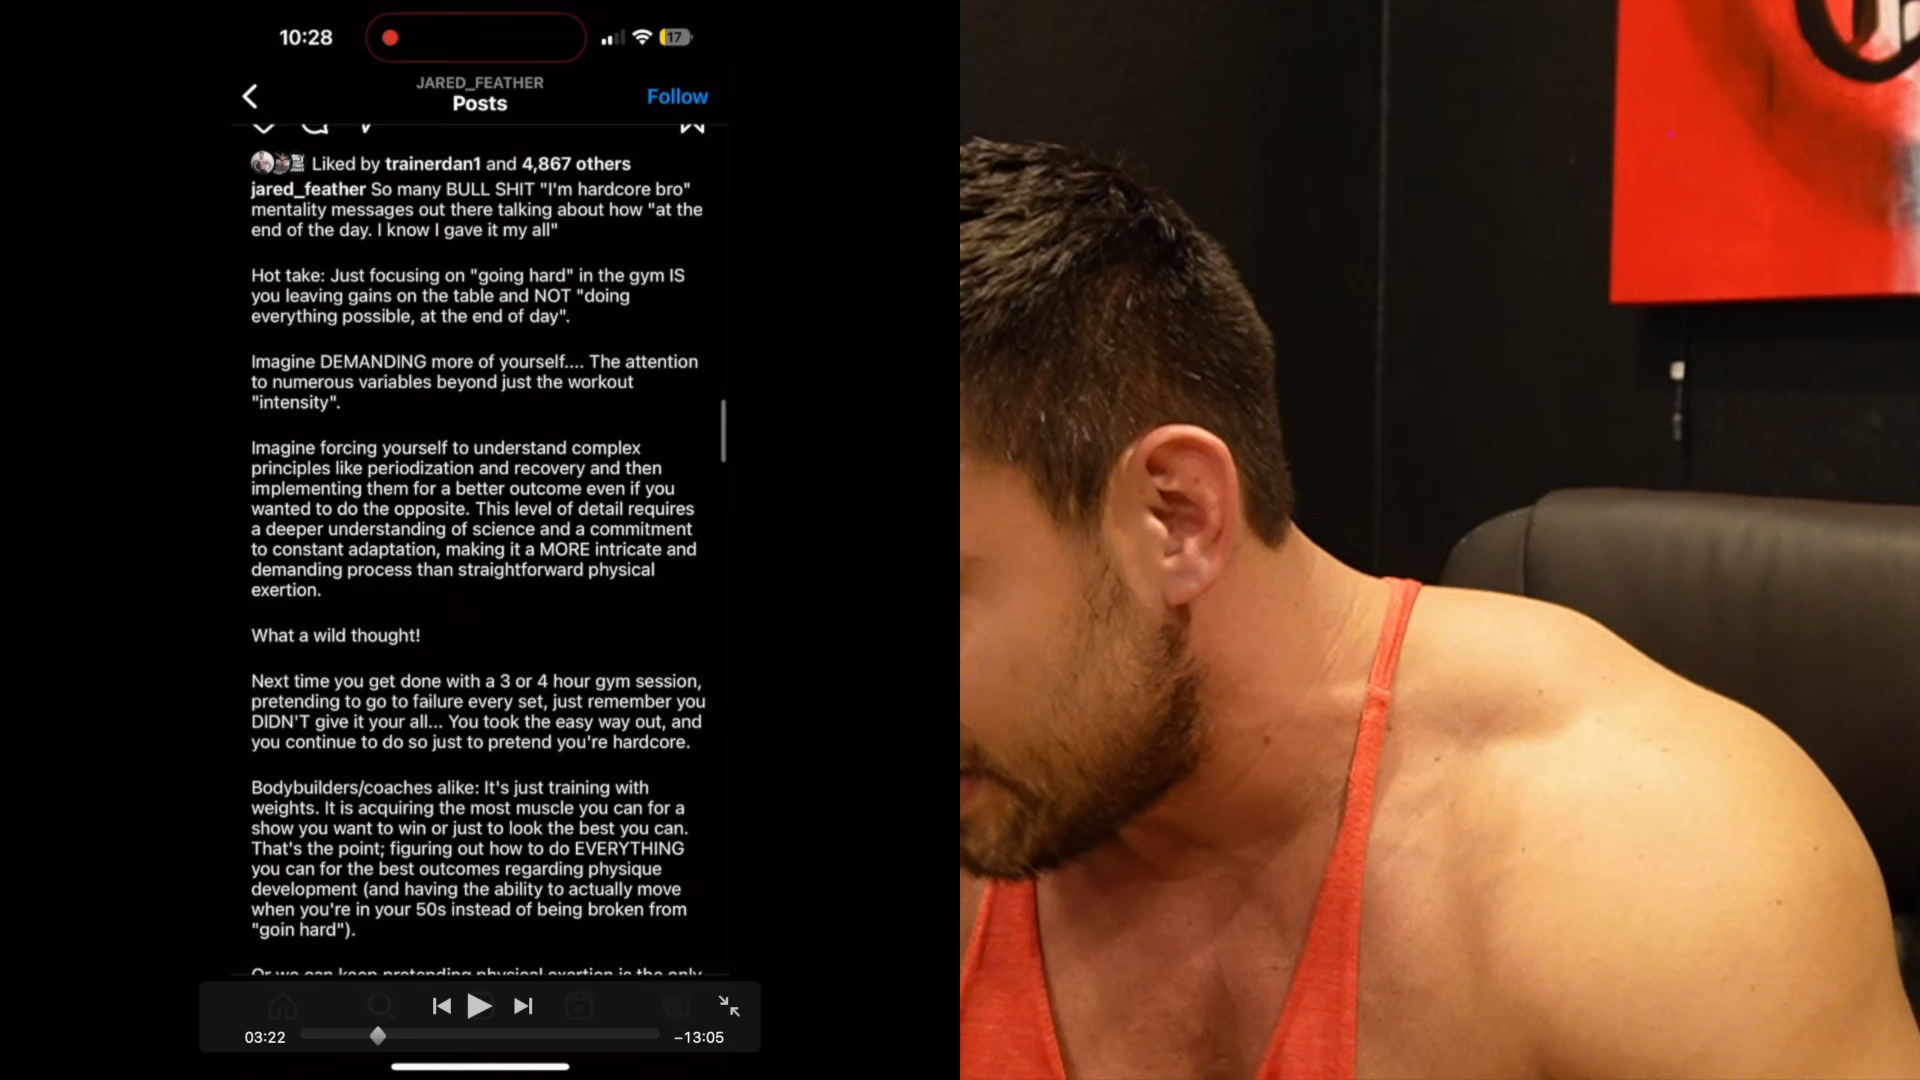 10:28
17
JARED_FEATHER
Posts
Follow
Liked by trainerdan1 and 4,867 others
jared_feather So many BULL SHIT "I'm hardcore bro"
mentality messages out there talking about how "at the
end of the day. I know I gave it my all"
Hot take: Just focusing on "going hard" in the gym IS
you leaving gains on the table and NOT "doing
everything possible, at the end of day".
Imagine DEMANDING more of yourself.... The attention
to numerous variables beyond just the workout
"intensity".
Imagine forcing yourself to understand complex
principles like periodization and recovery and then
implementing them for a better outcome even if you
wanted to do the opposite. This level of detail requires
a deeper understanding of science and a commitment
to constant adaptation, making it a MORE intricate and
demanding process than straightforward physical
exertion.
What a wild thought!
Next time you get done with a 3 or 4 hour gym session,
pretending to go to failure every set, just remember you
DIDN'T give it your all... You took the easy way out, and
you continue to do so just to pretend you're hardcore.
Bodybuilders/coaches alike: It's just training with
weights. It is acquiring the most muscle you can for a
show you want to win or just to look the best you can.
That's the point; figuring out how to do EVERYTHING
you can for the best outcomes regarding physique
development (and having the ability to actually move
when you're in your 50s instead of being broken from
"goin hard").
Or we can keep pretending physical exertion is the only
03:22
−13:05